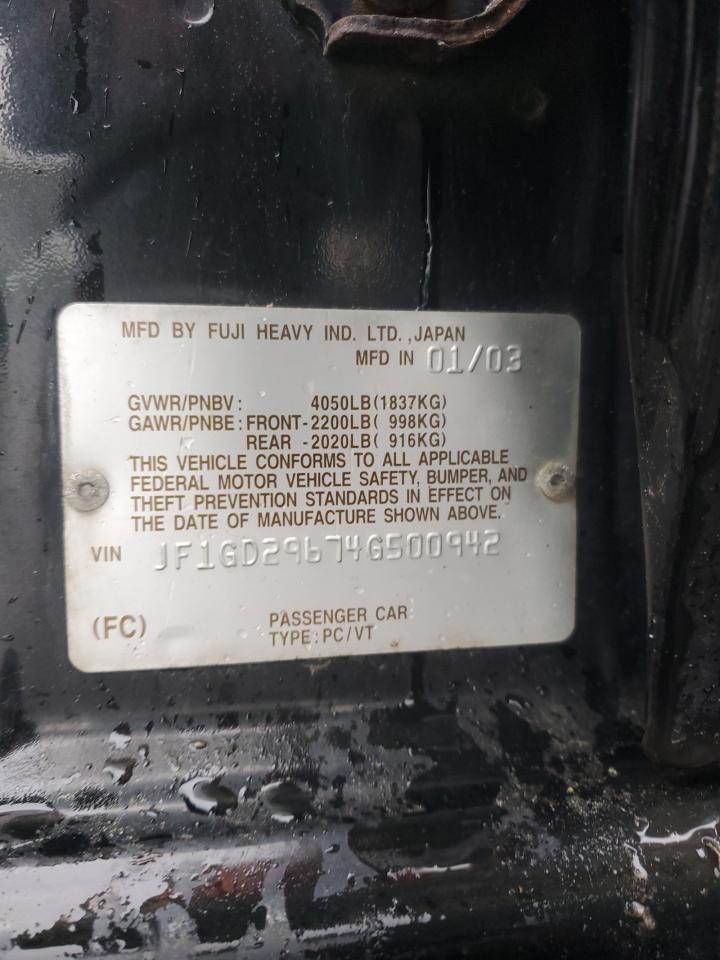 MFD BY FUJI HEAVY IND. LTD. ,JAPAN
MFD IN 01/03
GVWR/PNBV: 4050LB(1837KG)
GAWR/PNBE: FRONT-2200LB( 998KG)
REAR -2020LB( 916KG)
THIS VEHICLE CONFORMS TO ALL APPLICABLE
FEDERAL MOTOR VEHICLE SAFETY, BUMPER, AND
THEFT PREVENTION STANDARDS IN EFFECT ON
THE DATE OF MANUFACTURE SHOWN ABOVE.
VIN JF1GD29674G500942
(FC) PASSENGER CAR
TYPE: PC/VT